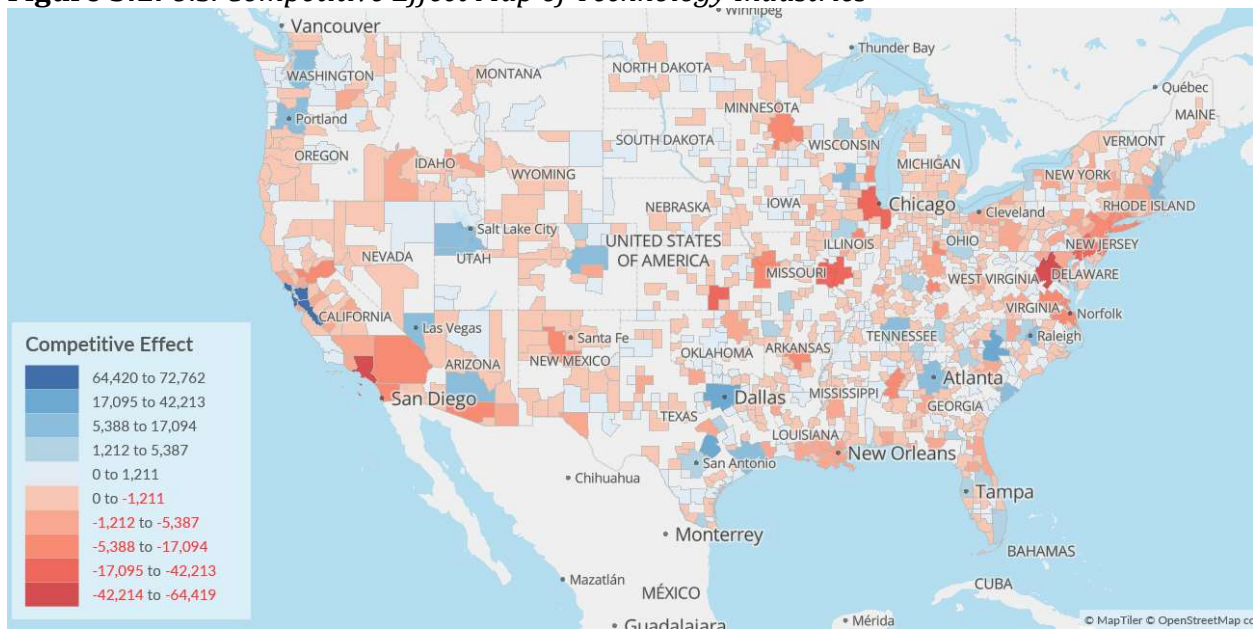 Figure 3.2. U.S. Competitive Effect Map of Technology Industries
Winnipeg
Vancouver
Thunder Bay
WASHINGTON
MONTANA
NORTH DAKOTA
Québec
MINNESOTA
MAINE
Portland
SOUTH DAKOTA
WISCONSIN
VERMONT
OREGON
IDAHO
MICHIGAN
WYOMING
NEW YORK
NEBRASKA
IOWA
Chicago
Cleveland
RHODE ISLAND
Salt Lake City
UNITED STATES
OF AMERICA
ILLINOIS
OHIO
NEW JERSEY
NEVADA
UTAH
MISSOURI
WEST VIRGINIA
DELAWARE
CALIFORNIA
VIRGINIA
Norfolk
Las Vegas
Santa Fe
TENNESSEE
Raleigh
ARIZONA
NEW MEXICO
OKLAHOMA
ARKANSAS
Atlanta
San Diego
Dallas
MISSISSIPPI
GEORGIA
TEXAS
LOUISIANA
New Orleans
San Antonio
Chihuahua
Tampa
Monterrey
BAHAMAS
Mazatlán
MÉXICO
CUBA
Guadalajara
Mérida
Competitive Effect
64,420 to 72,762
17,095 to 42,213
5,388 to 17,094
1,212 to 5,387
0 to 1,211
0 to -1,211
-1,212 to -5,387
-5,388 to -17,094
-17,095 to -42,213
-42,214 to -64,419
© MapTiler © OpenStreetMap co